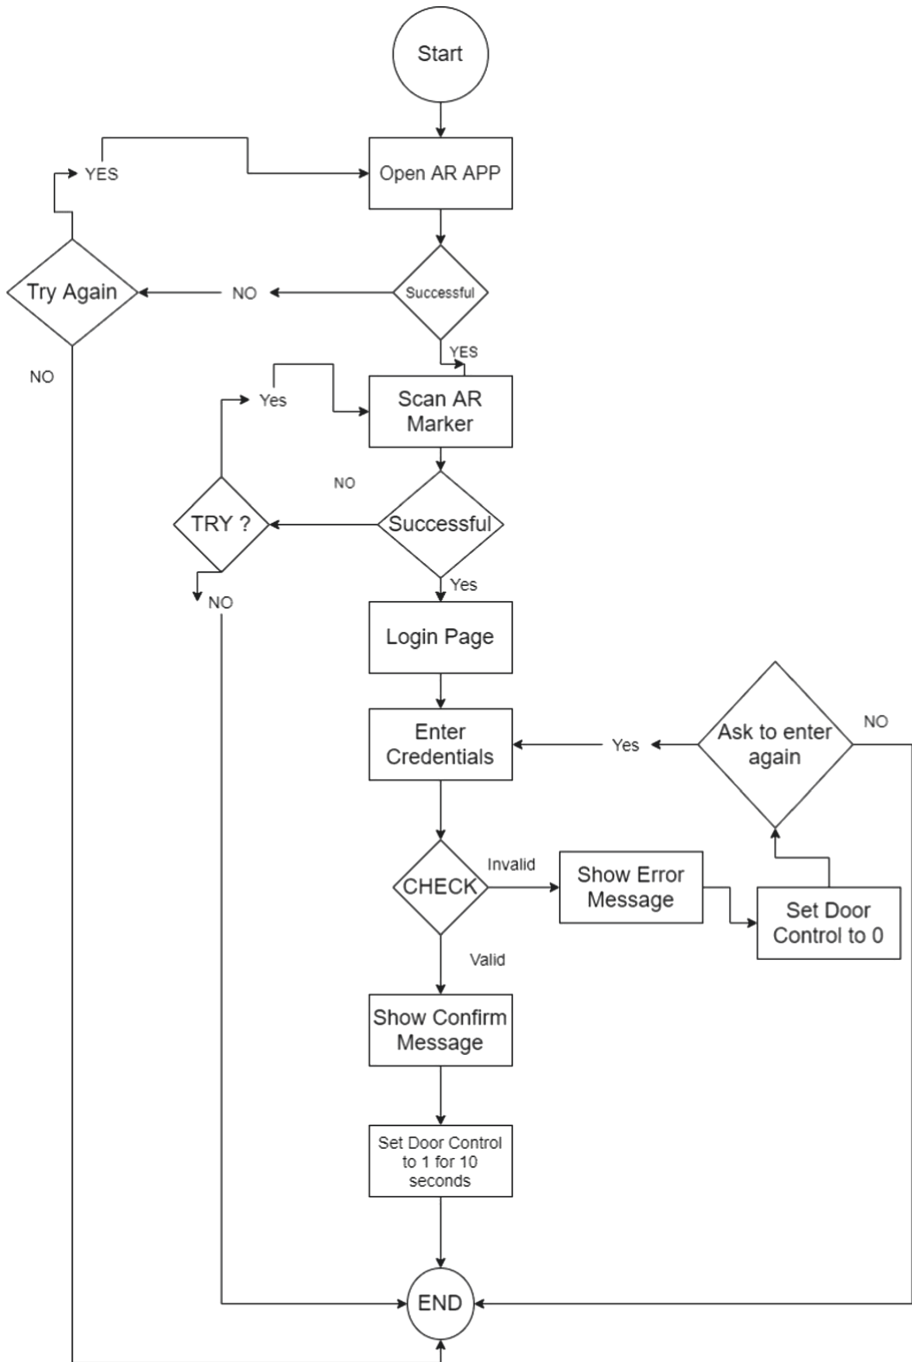 Start
YES
Open AR APP
Try Again
NO
Successful
YES
NO
Yes
Scan AR
Marker
NO
TRY ?
Successful
Yes
NO
Login Page
Enter
Credentials
Yes
Ask to enter
again
NO
CHECK
Invalid
Show Error
Message
Set Door
Control to 0
Valid
Show Confirm
Message
Set Door Control
to 1 for 10
seconds
END